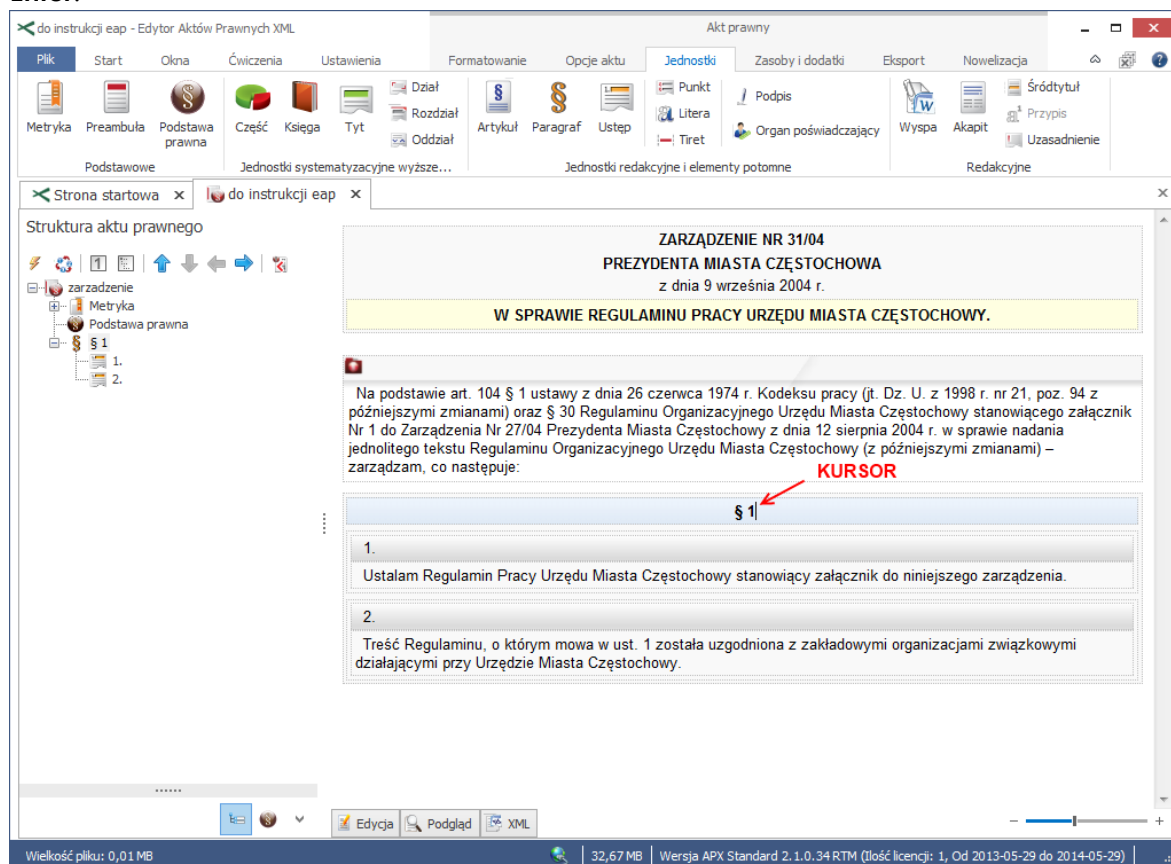 do instrukcji eap - Edytor Aktów Prawnych XML
Akt prawny
Plik Start Okna Ćwiczenia Ustawienia Formatowanie Opcje aktu Jednostki Zasoby i dodatki Eksport Nowelizacja
Metryka Preambuła Podstawa prawna Część Księga Tyt
Dział
Rozdział
Oddział
Artykuł Paragraf Ustęp
Punkt
Litera
Tiret
Podpis
Organ poświadczający
Wyspa Akapit
Śródtytuł
Przypis
Uzasadnienie
Podstawowe Jednostki systematyzacyjne wyższe... Jednostki redakcyjne i elementy potomne Redakcyjne
Strona startowa x do instrukcji eap x
Struktura aktu prawnego
zarzadzenie
Metryka
Podstawa prawna
§ 1
1.
2.
ZARZĄDZENIE NR 31/04
PREZYDENTA MIASTA CZĘSTOCHOWA
z dnia 9 września 2004 r.
W SPRAWIE REGULAMINU PRACY URZĘDU MIASTA CZĘSTOCHOWY.
Na podstawie art. 104 § 1 ustawy z dnia 26 czerwca 1974 r. Kodeksu pracy (jt. Dz. U. z 1998 r. nr 21, poz. 94 z
późniejszymi zmianami) oraz § 30 Regulaminu Organizacyjnego Urzędu Miasta Częstochowy stanowiącego załącznik
Nr 1 do Zarządzenia Nr 27/04 Prezydenta Miasta Częstochowy z dnia 12 sierpnia 2004 r. w sprawie nadania
jednolitego tekstu Regulaminu Organizacyjnego Urzędu Miasta Częstochowy (z późniejszymi zmianami) –
zarządzam, co następuje:
KURSOR
§ 1
1.
Ustalam Regulamin Pracy Urzędu Miasta Częstochowy stanowiący załącznik do niniejszego zarządzenia.
2.
Treść Regulaminu, o którym mowa w ust. 1 została uzgodniona z zakładowymi organizacjami związkowymi
działającymi przy Urzędzie Miasta Częstochowy.
Edycja Podgląd XML
Wielkość pliku: 0,01 MB 32,67 MB Wersja APX Standard 2.1.0.34 RTM (Ilość licencji: 1, Od 2013-05-29 do 2014-05-29)